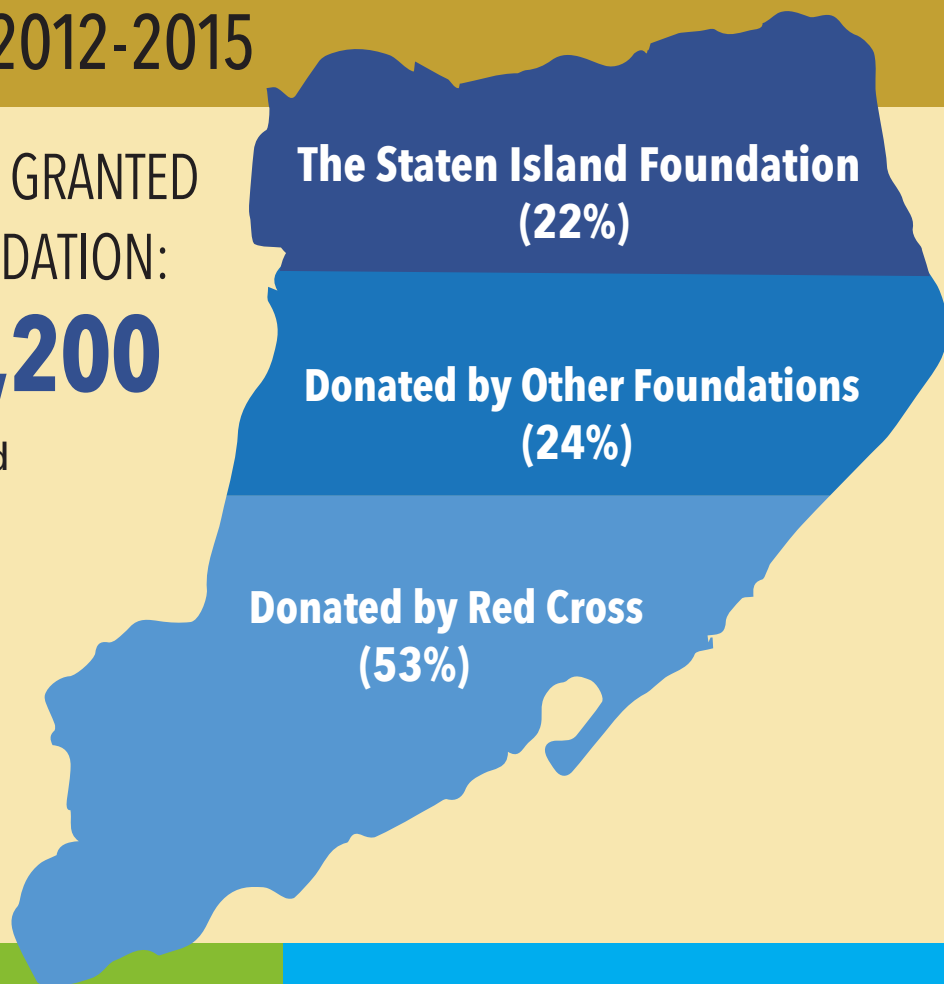 2012-2015
GRANTED
DATION:
,200
d
The Staten Island Foundation
(22%)
Donated by Other Foundations
(24%)
Donated by Red Cross
(53%)